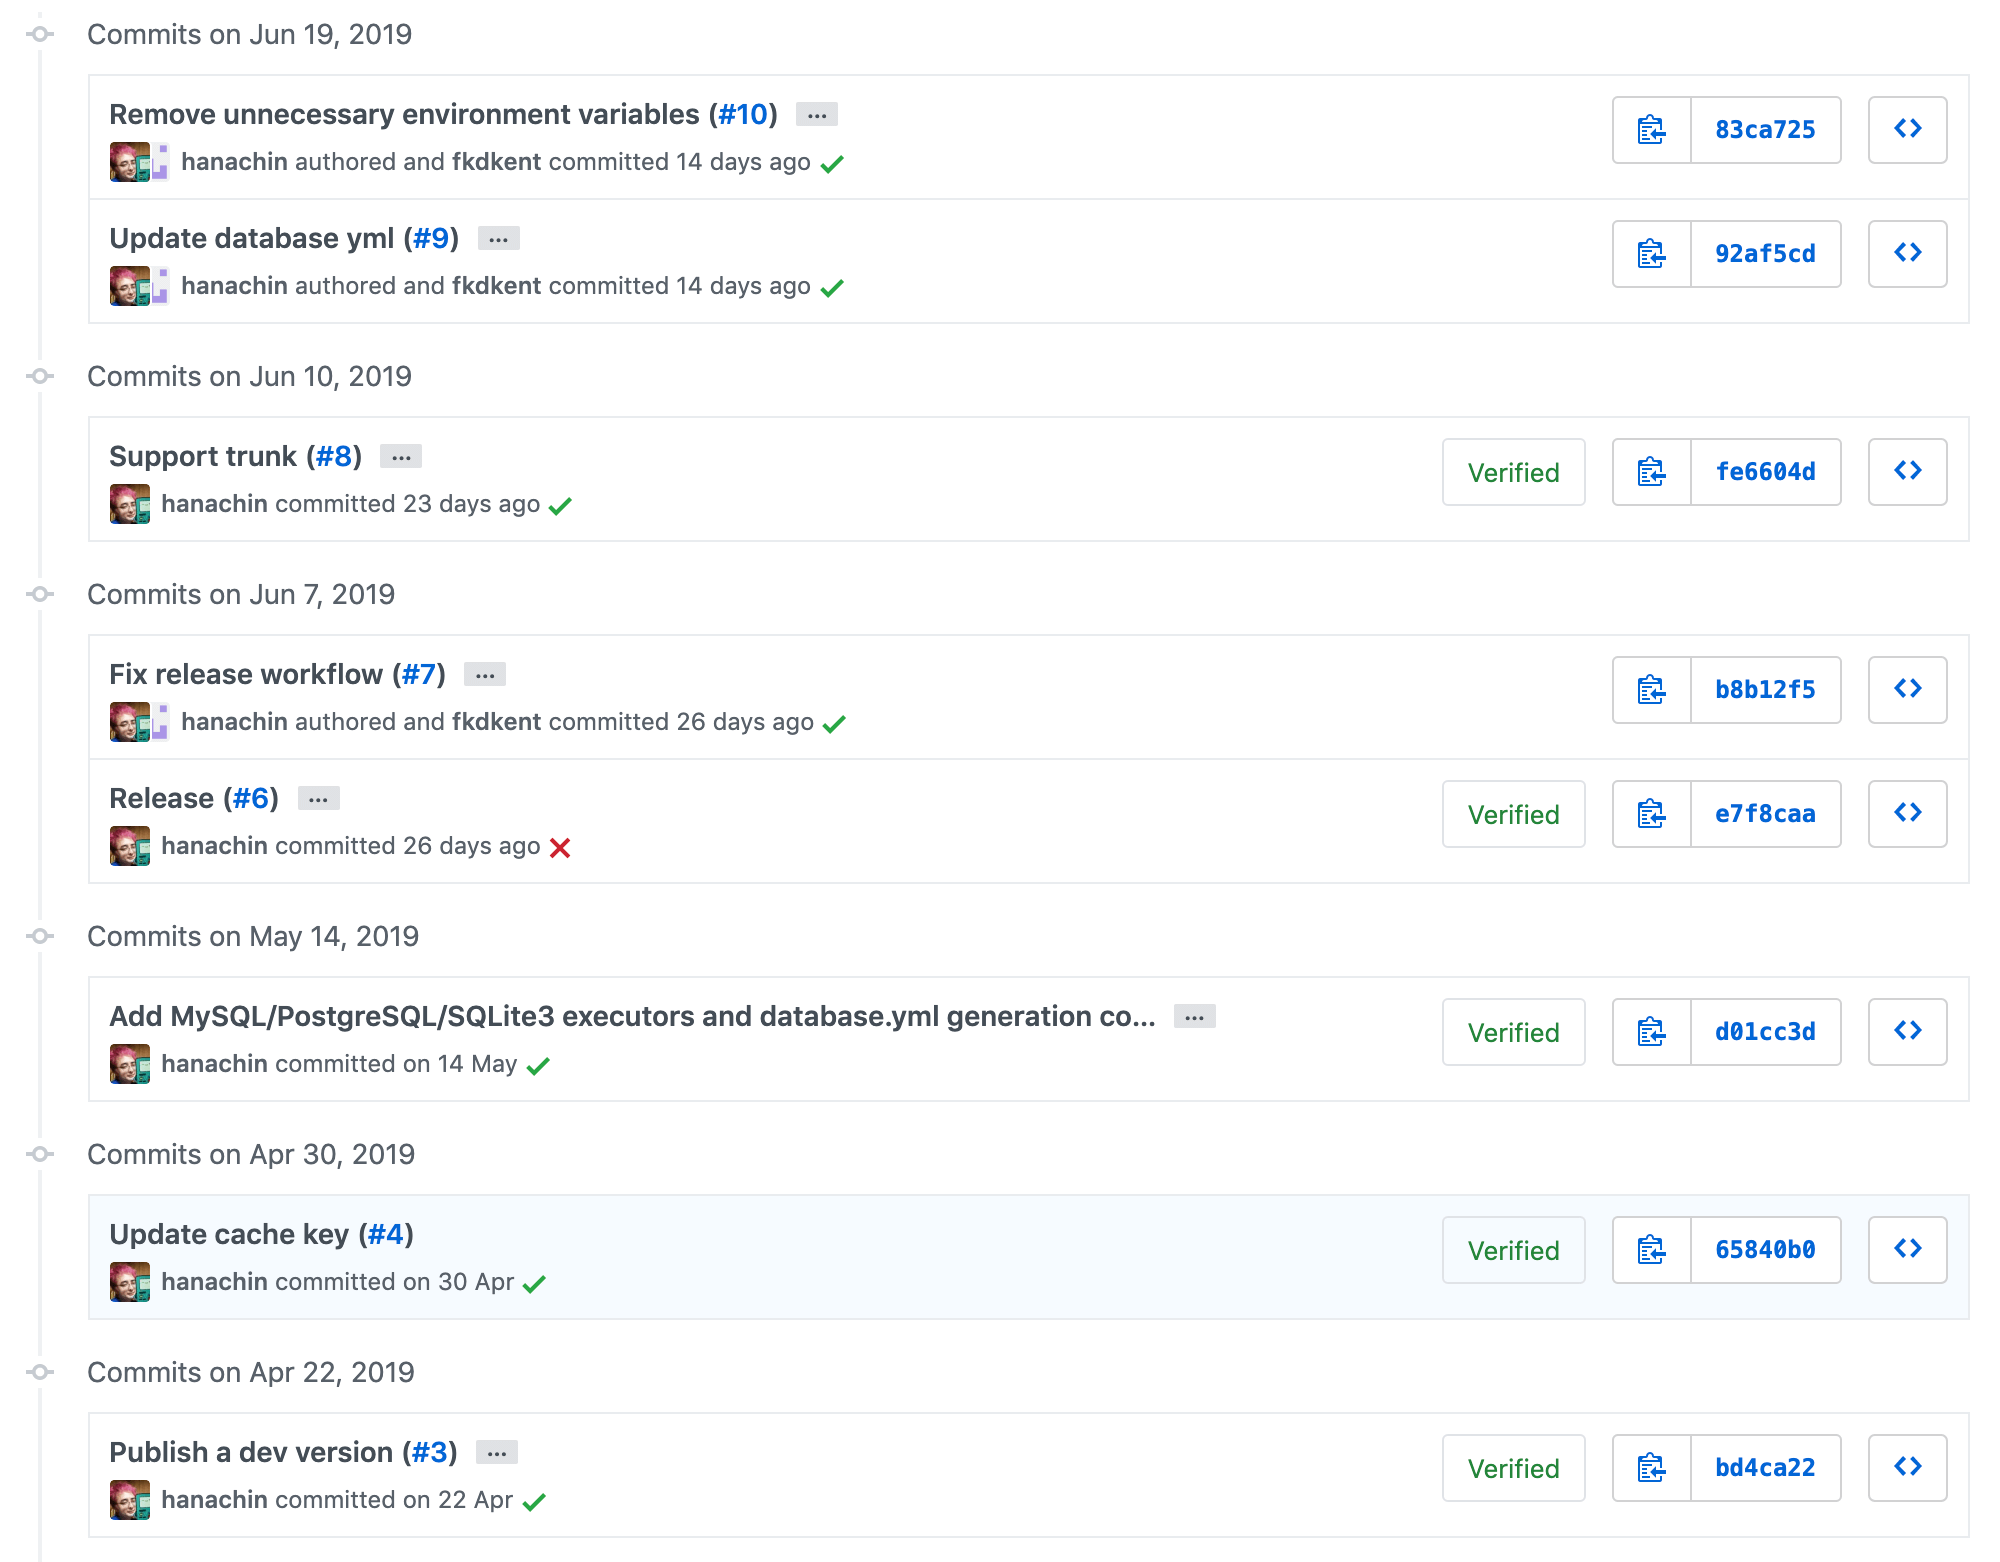 Commits on Jun 19, 2019
Remove unnecessary environment variables (#10) ...
83ca725
hanachin authored and fkdkent committed 14 days ago
Update database yml (#9) ...
92af5cd
hanachin authored and fkdkent committed 14 days ago
Commits on Jun 10, 2019
Support trunk (#8) ...
Verified fe6604d
hanachin committed 23 days ago
Commits on Jun 7, 2019
Fix release workflow (#7) ...
b8b12f5
hanachin authored and fkdkent committed 26 days ago
Release (#6) ...
Verified e7f8caa
hanachin committed 26 days ago
Commits on May 14, 2019
Add MySQL/PostgreSQL/SQLite3 executors and database.yml generation co... ...
Verified d01cc3d
hanachin committed on 14 May
Commits on Apr 30, 2019
Update cache key (#4)
Verified 65840b0
hanachin committed on 30 Apr
Commits on Apr 22, 2019
Publish a dev version (#3) ...
Verified bd4ca22
hanachin committed on 22 Apr